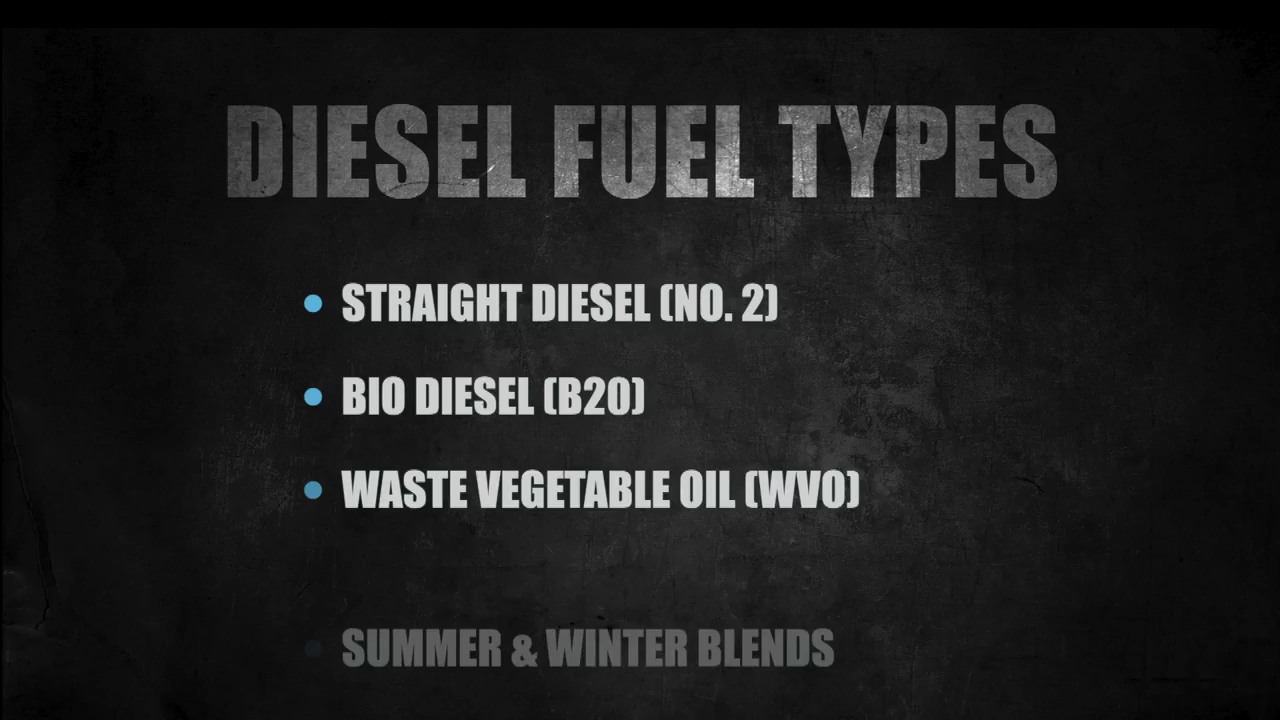 DIESEL FUEL TYPES
STRAIGHT DIESEL (NO. 2)
BIO DIESEL (B20)
WASTE VEGETABLE OIL (WVO)
SUMMER & WINTER BLENDS